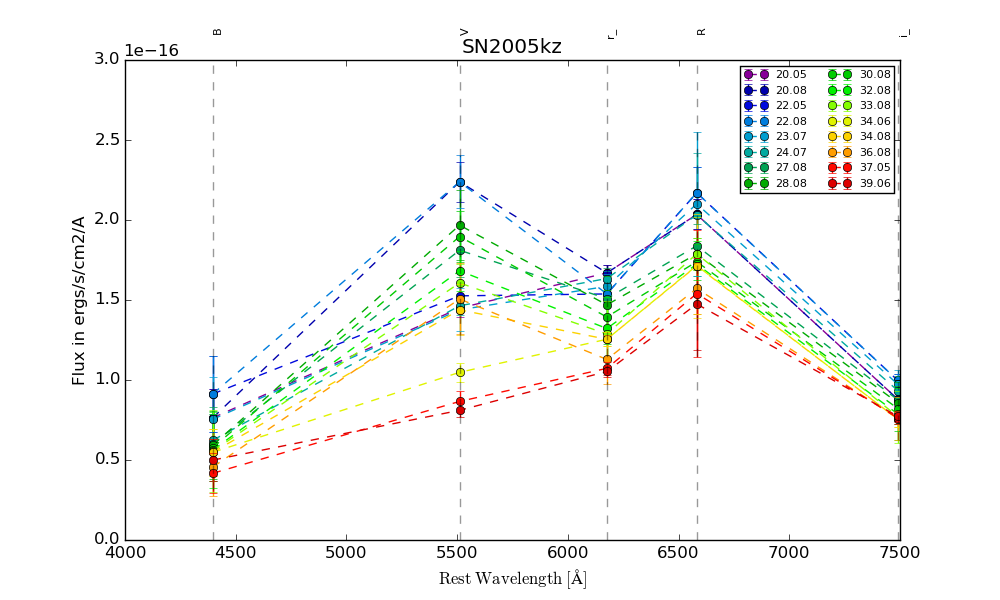 B V r_ R i_
1e−16
SN2005kz
3.0
2.5
2.0
1.5
1.0
0.5
0.0
Flux in ergs/s/cm2/A
20.05 30.08
20.08 32.08
22.05 33.08
22.08 34.06
23.07 34.08
24.07 36.08
27.08 37.05
28.08 39.06
4000 4500 5000 5500 6000 6500 7000 7500
Rest Wavelength [Å]